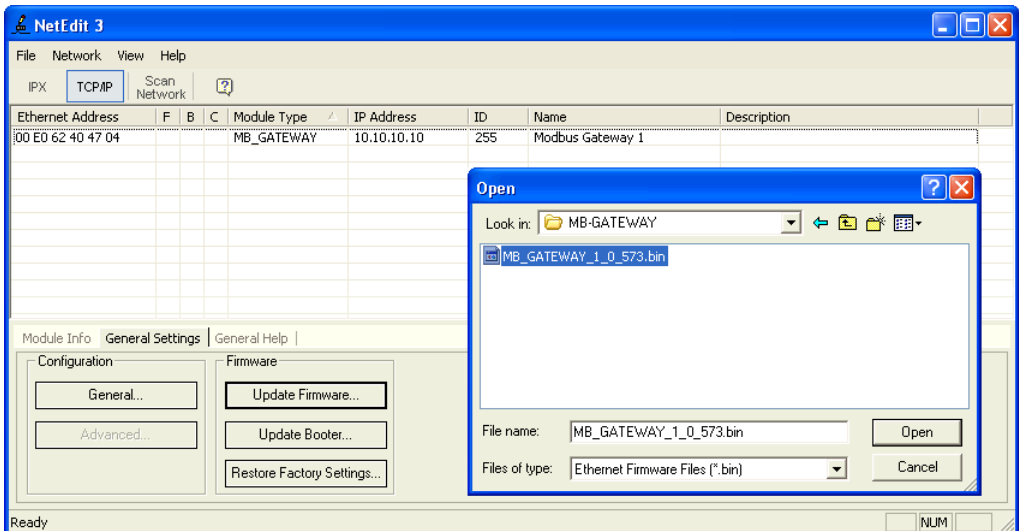 NetEdit 3
File Network View Help
IPX TCP/IP Scan Network
Ethernet Address F B C Module Type IP Address ID Name Description
00 E0 62 40 47 04 MB_GATEWAY 10.10.10.10 255 Modbus Gateway 1
Open
Look in: MB-GATEWAY
MB_GATEWAY_1_0_573.bin
File name: MB_GATEWAY_1_0_573.bin Open
Files of type: Ethernet Firmware Files (*.bin) Cancel
Module Info General Settings General Help
Configuration Firmware
General... Update Firmware...
Advanced... Update Booter...
Restore Factory Settings...
Ready NUM